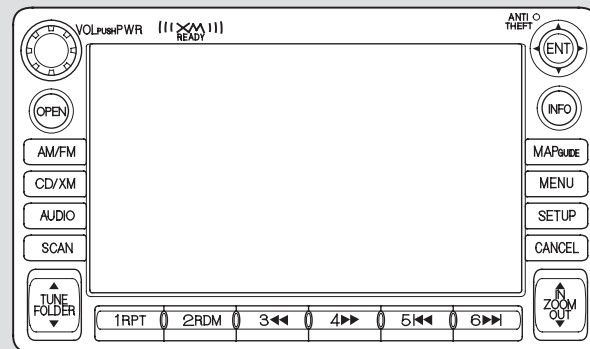 VOL PUSH PWR
XM READY
ANTI THEFT
ENT
OPEN
INFO
AM/FM
MAP GUIDE
CD/XM
MENU
AUDIO
SETUP
SCAN
CANCEL
TUNE
FOLDER
IN
ZOOM
OUT
1RPT
2RDM
3◀◀
4▶▶
5|◀◀
6▶▶|